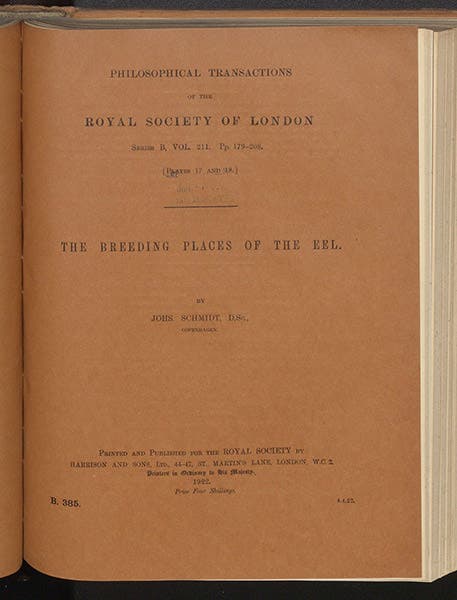 PHILOSOPHICAL TRANSACTIONS
OF THE
ROYAL SOCIETY OF LONDON
SERIES B, VOL. 211. Pp. 179-208.
[PLATES 17 AND 18.]
THE BREEDING PLACES OF THE EEL.
BY
JOHS. SCHMIDT, D.Sc.,
COPENHAGEN.
PRINTED AND PUBLISHED FOR THE ROYAL SOCIETY BY
HARRISON AND SONS, LTD., 44-47, ST. MARTIN'S LANE, LONDON, W.C. 2.
Printers in Ordinary to His Majesty.
1922.
Price Four Shillings.
B. 385.